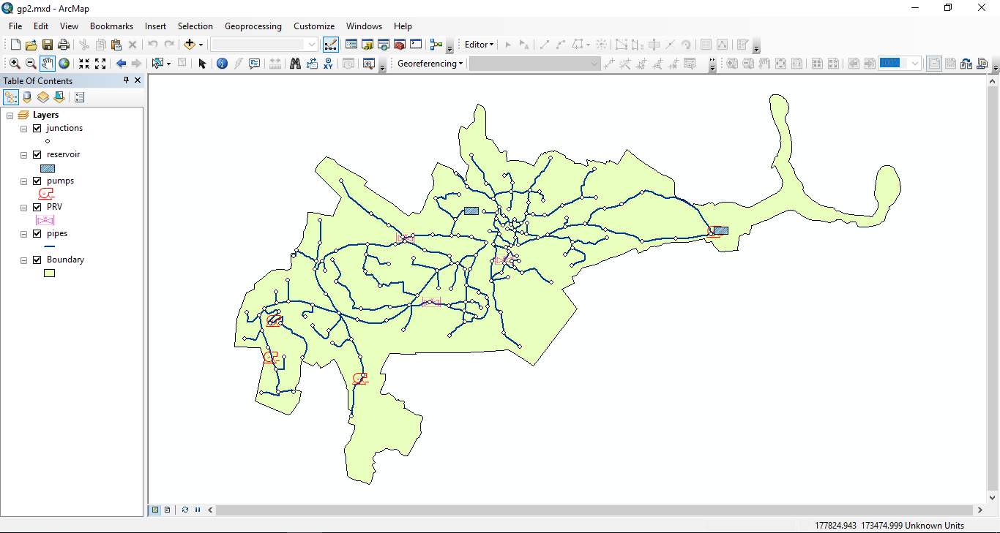 gp2.mxd - ArcMap
File Edit View Bookmarks Insert Selection Geoprocessing Customize Windows Help
Editor
Georeferencing
100%
Table Of Contents
Layers
junctions
reservoir
pumps
PRV
pipes
Boundary
177824.943 173474.999 Unknown Units